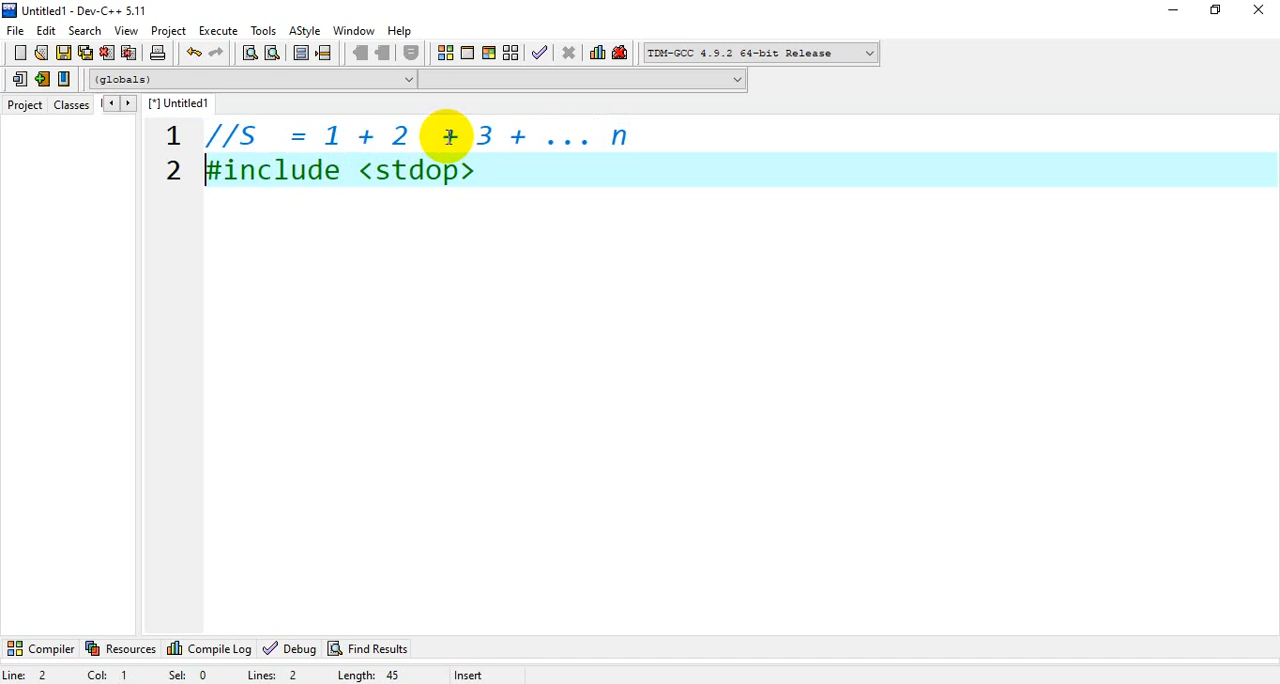 Untitled1 - Dev-C++ 5.11
File Edit Search View Project Execute Tools AStyle Window Help
TDM-GCC 4.9.2 64-bit Release
(globals)
Project Classes [*] Untitled1
1 //S = 1 + 2 + 3 + ... n
2 #include <stdop>
Compiler Resources Compile Log Debug Find Results
Line: 2 Col: 1 Sel: 0 Lines: 2 Length: 45 Insert